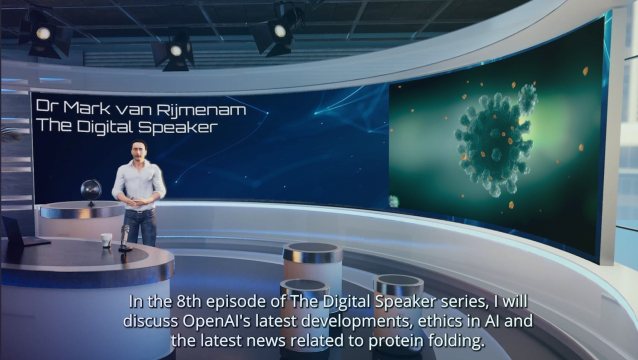 Dr Mark van Rijmenam
The Digital Speaker
In the 8th episode of The Digital Speaker series, I will
discuss OpenAI's latest developments, ethics in AI and
the latest news related to protein folding.